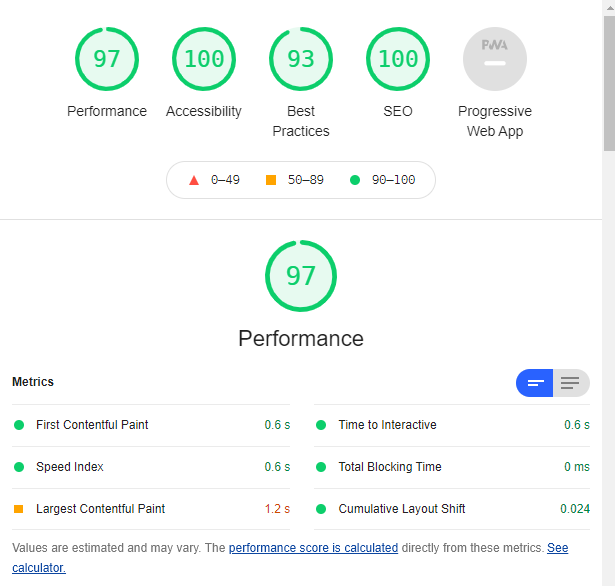 97 100 93 100 PWA
Performance Accessibility Best Practices SEO Progressive Web App
0–49 50–89 90–100
97
Performance
Metrics
First Contentful Paint 0.6 s
Time to Interactive 0.6 s
Speed Index 0.6 s
Total Blocking Time 0 ms
Largest Contentful Paint 1.2 s
Cumulative Layout Shift 0.024
Values are estimated and may vary. The performance score is calculated directly from these metrics. See
calculator.